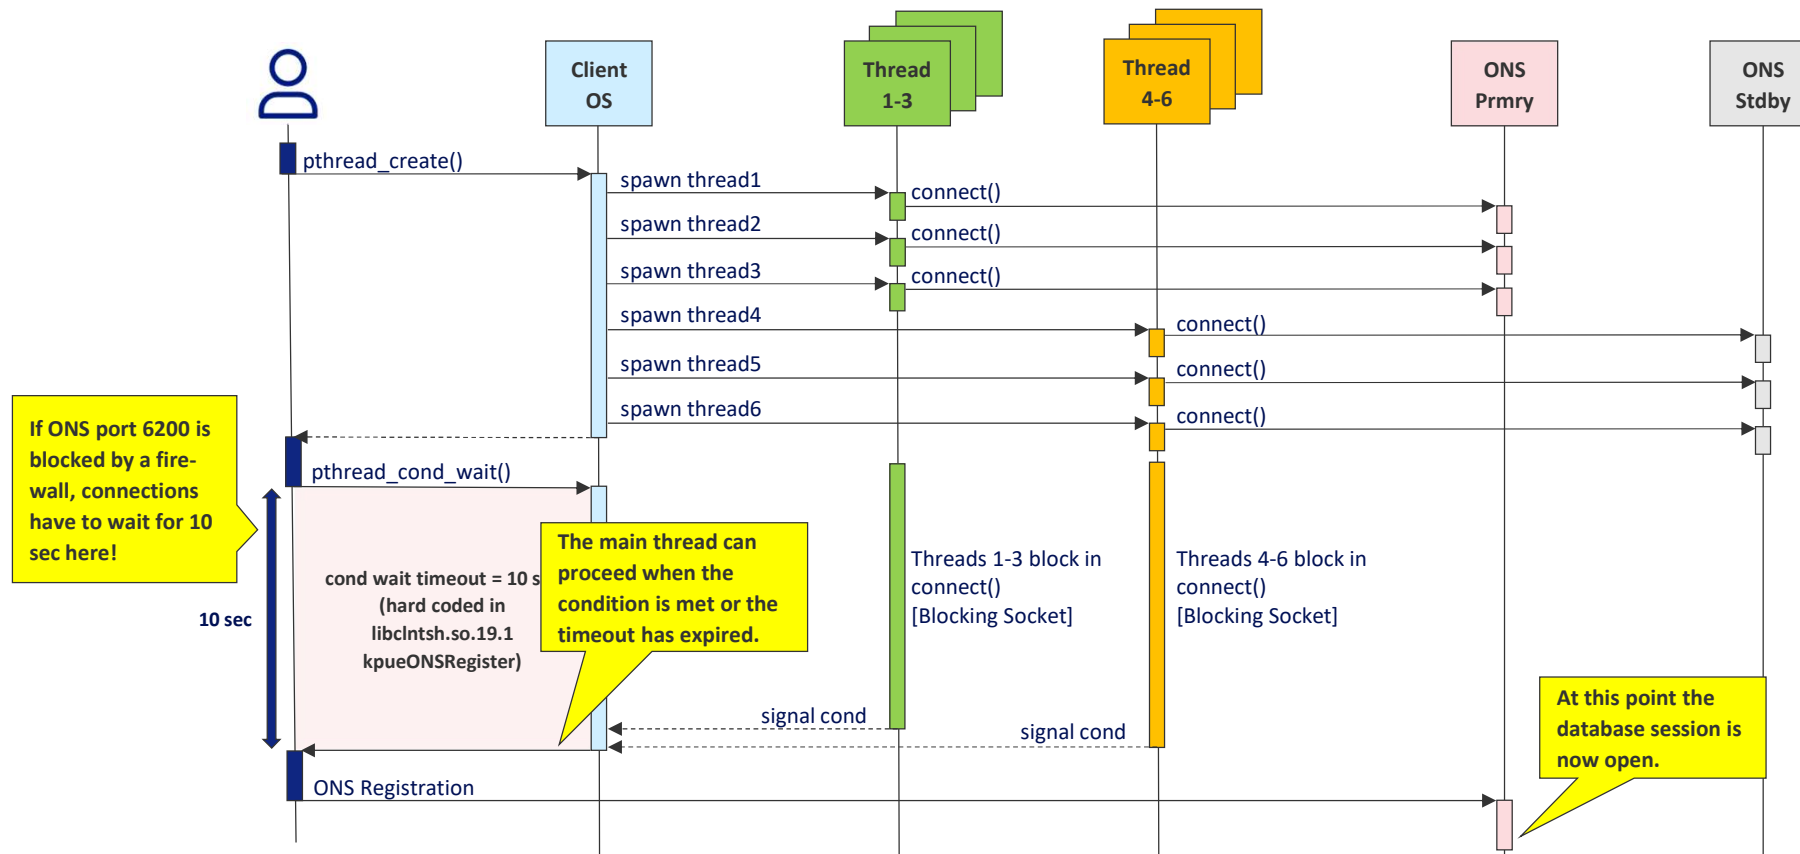 Client
OS
Thread
1-3
Thread
4-6
ONS
Prmry
ONS
Stdby
pthread_create()
spawn thread1
connect()
spawn thread2
connect()
spawn thread3
connect()
spawn thread4
connect()
spawn thread5
connect()
spawn thread6
connect()
If ONS port 6200 is
blocked by a fire-
wall, connections
have to wait for 10
sec here!
pthread_cond_wait()
10 sec
cond wait timeout = 10 s
(hard coded in
libclntsh.so.19.1
kpueONSRegister)
The main thread can
proceed when the
condition is met or the
timeout has expired.
Threads 1-3 block in
connect()
[Blocking Socket]
Threads 4-6 block in
connect()
[Blocking Socket]
signal cond
signal cond
At this point the
database session is
now open.
ONS Registration